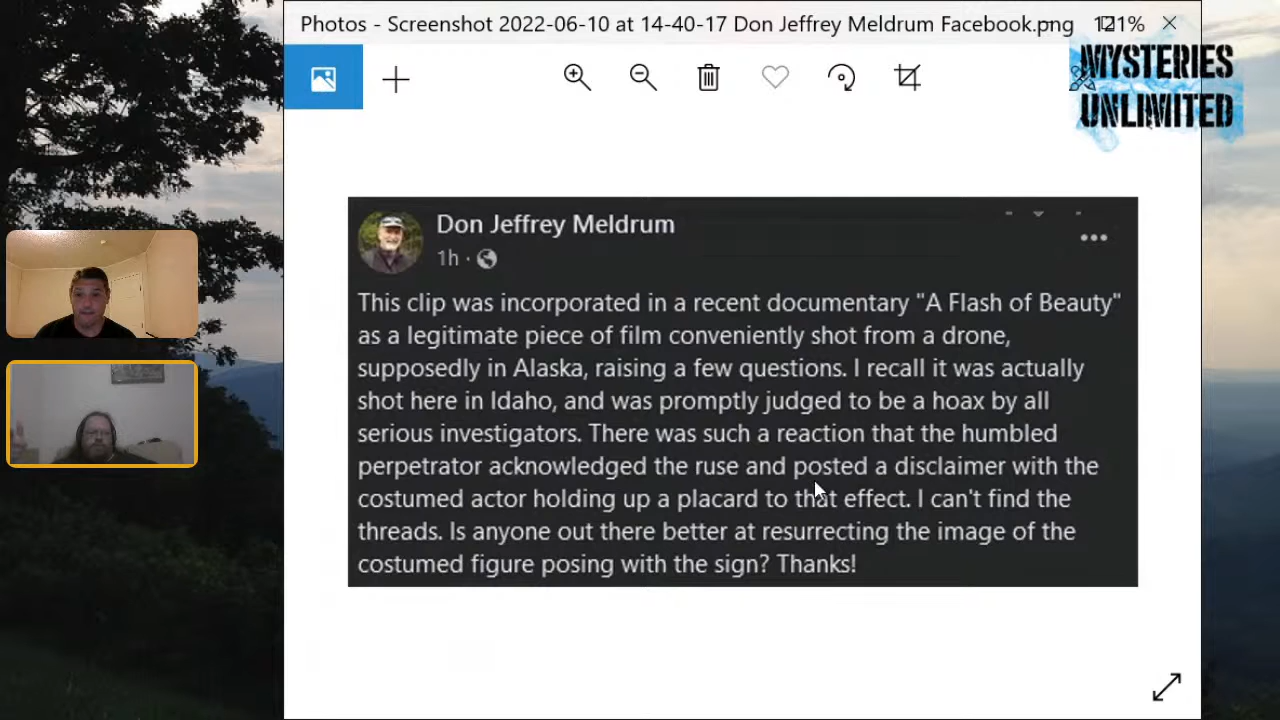 Photos - Screenshot 2022-06-10 at 14-40-17 Don Jeffrey Meldrum Facebook.png
121%
MYSTERIES
UNLIMITED
Don Jeffrey Meldrum
1h ·
This clip was incorporated in a recent documentary "A Flash of Beauty"
as a legitimate piece of film conveniently shot from a drone,
supposedly in Alaska, raising a few questions. I recall it was actually
shot here in Idaho, and was promptly judged to be a hoax by all
serious investigators. There was such a reaction that the humbled
perpetrator acknowledged the ruse and posted a disclaimer with the
costumed actor holding up a placard to that effect. I can't find the
threads. Is anyone out there better at resurrecting the image of the
costumed figure posing with the sign? Thanks!